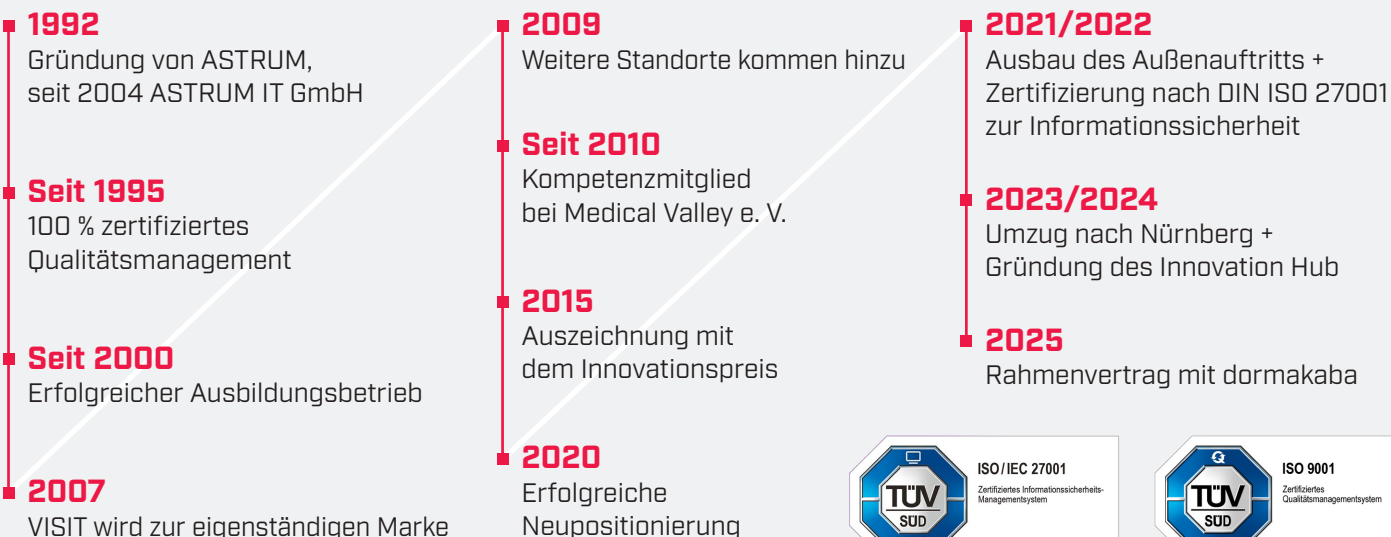 1992
Gründung von ASTRUM,
seit 2004 ASTRUM IT GmbH
Seit 1995
100 % zertifiziertes
Qualitätsmanagement
Seit 2000
Erfolgreicher Ausbildungsbetrieb
2007
VISIT wird zur eigenständigen Marke
2009
Weitere Standorte kommen hinzu
Seit 2010
Kompetenzmitglied
bei Medical Valley e. V.
2015
Auszeichnung mit
dem Innovationspreis
2020
Erfolgreiche
Neupositionierung
2021/2022
Ausbau des Außenauftritts +
Zertifizierung nach DIN ISO 27001
zur Informationssicherheit
2023/2024
Umzug nach Nürnberg +
Gründung des Innovation Hub
2025
Rahmenvertrag mit dormakaba
TÜV
SÜD
ISO/IEC 27001
Zertifiziertes Informationssicherheits-
Managementsystem
TÜV
SÜD
ISO 9001
Zertifiziertes
Qualitätsmanagementsystem